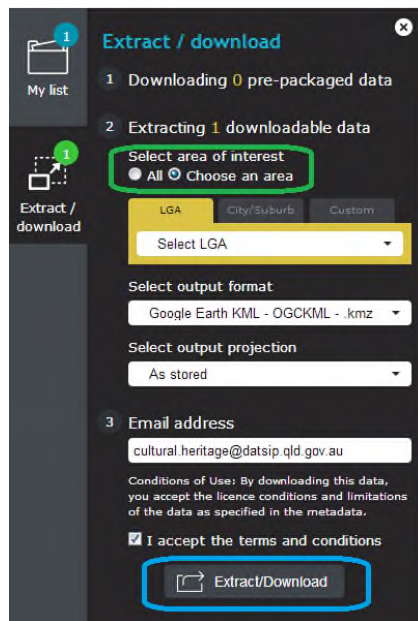 1
My list
1
Extract /
download
Extract / download
1 Downloading 0 pre-packaged data
2 Extracting 1 downloadable data
Select area of interest
All Choose an area
LGA City/Suburb Custom
Select LGA
Select output format
Google Earth KML - OGCKML - .kmz
Select output projection
As stored
3 Email address
cultural.heritage@datsip.qld.gov.au
Conditions of Use: By downloading this data,
you accept the licence conditions and limitations
of the data as specified in the metadata.
I accept the terms and conditions
Extract/Download